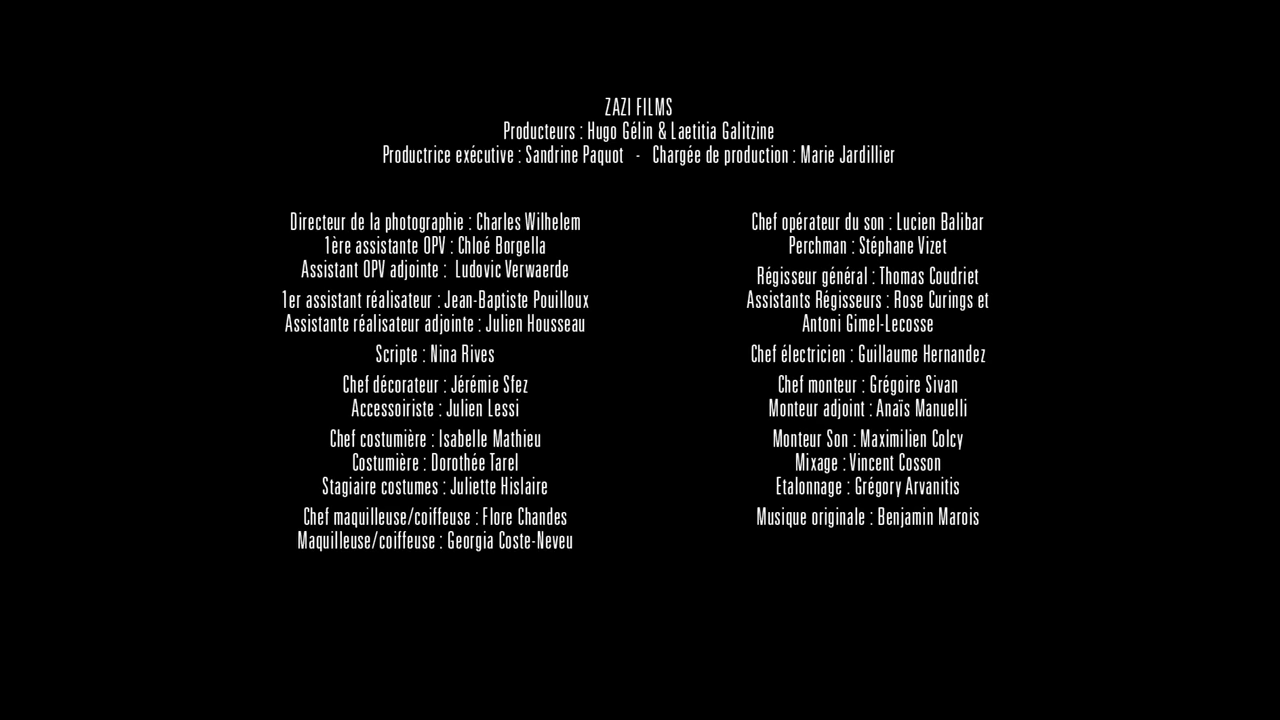 ZAZI FILMS
Producteurs : Hugo Gélin & Laetitia Galitzine
Productrice exécutive : Sandrine Paquot - Chargée de production : Marie Jardillier
Directeur de la photographie : Charles Wilhelem
1ère assistante OPV : Chloé Borgella
Assistant OPV adjointe : Ludovic Verwaerde
1er assistant réalisateur : Jean-Baptiste Pouilloux
Assistante réalisateur adjointe : Julien Housseau
Scripte : Nina Rives
Chef décorateur : Jérémie Sfez
Accessoiriste : Julien Lessi
Chef costumière : Isabelle Mathieu
Costumière : Dorothée Tarel
Stagiaire costumes : Juliette Hislaire
Chef maquilleuse/coiffeuse : Flore Chandes
Maquilleuse/coiffeuse : Georgia Coste-Neveu
Chef opérateur du son : Lucien Balibar
Perchman : Stéphane Vizet
Régisseur général : Thomas Coudriet
Assistants Régisseurs : Rose Curings et
Antoni Gimel-Lecosse
Chef électricien : Guillaume Hernandez
Chef monteur : Grégoire Sivan
Monteur adjoint : Anaïs Manuelli
Monteur Son : Maximilien Colcy
Mixage : Vincent Cosson
Etalonnage : Grégory Arvanitis
Musique originale : Benjamin Marois